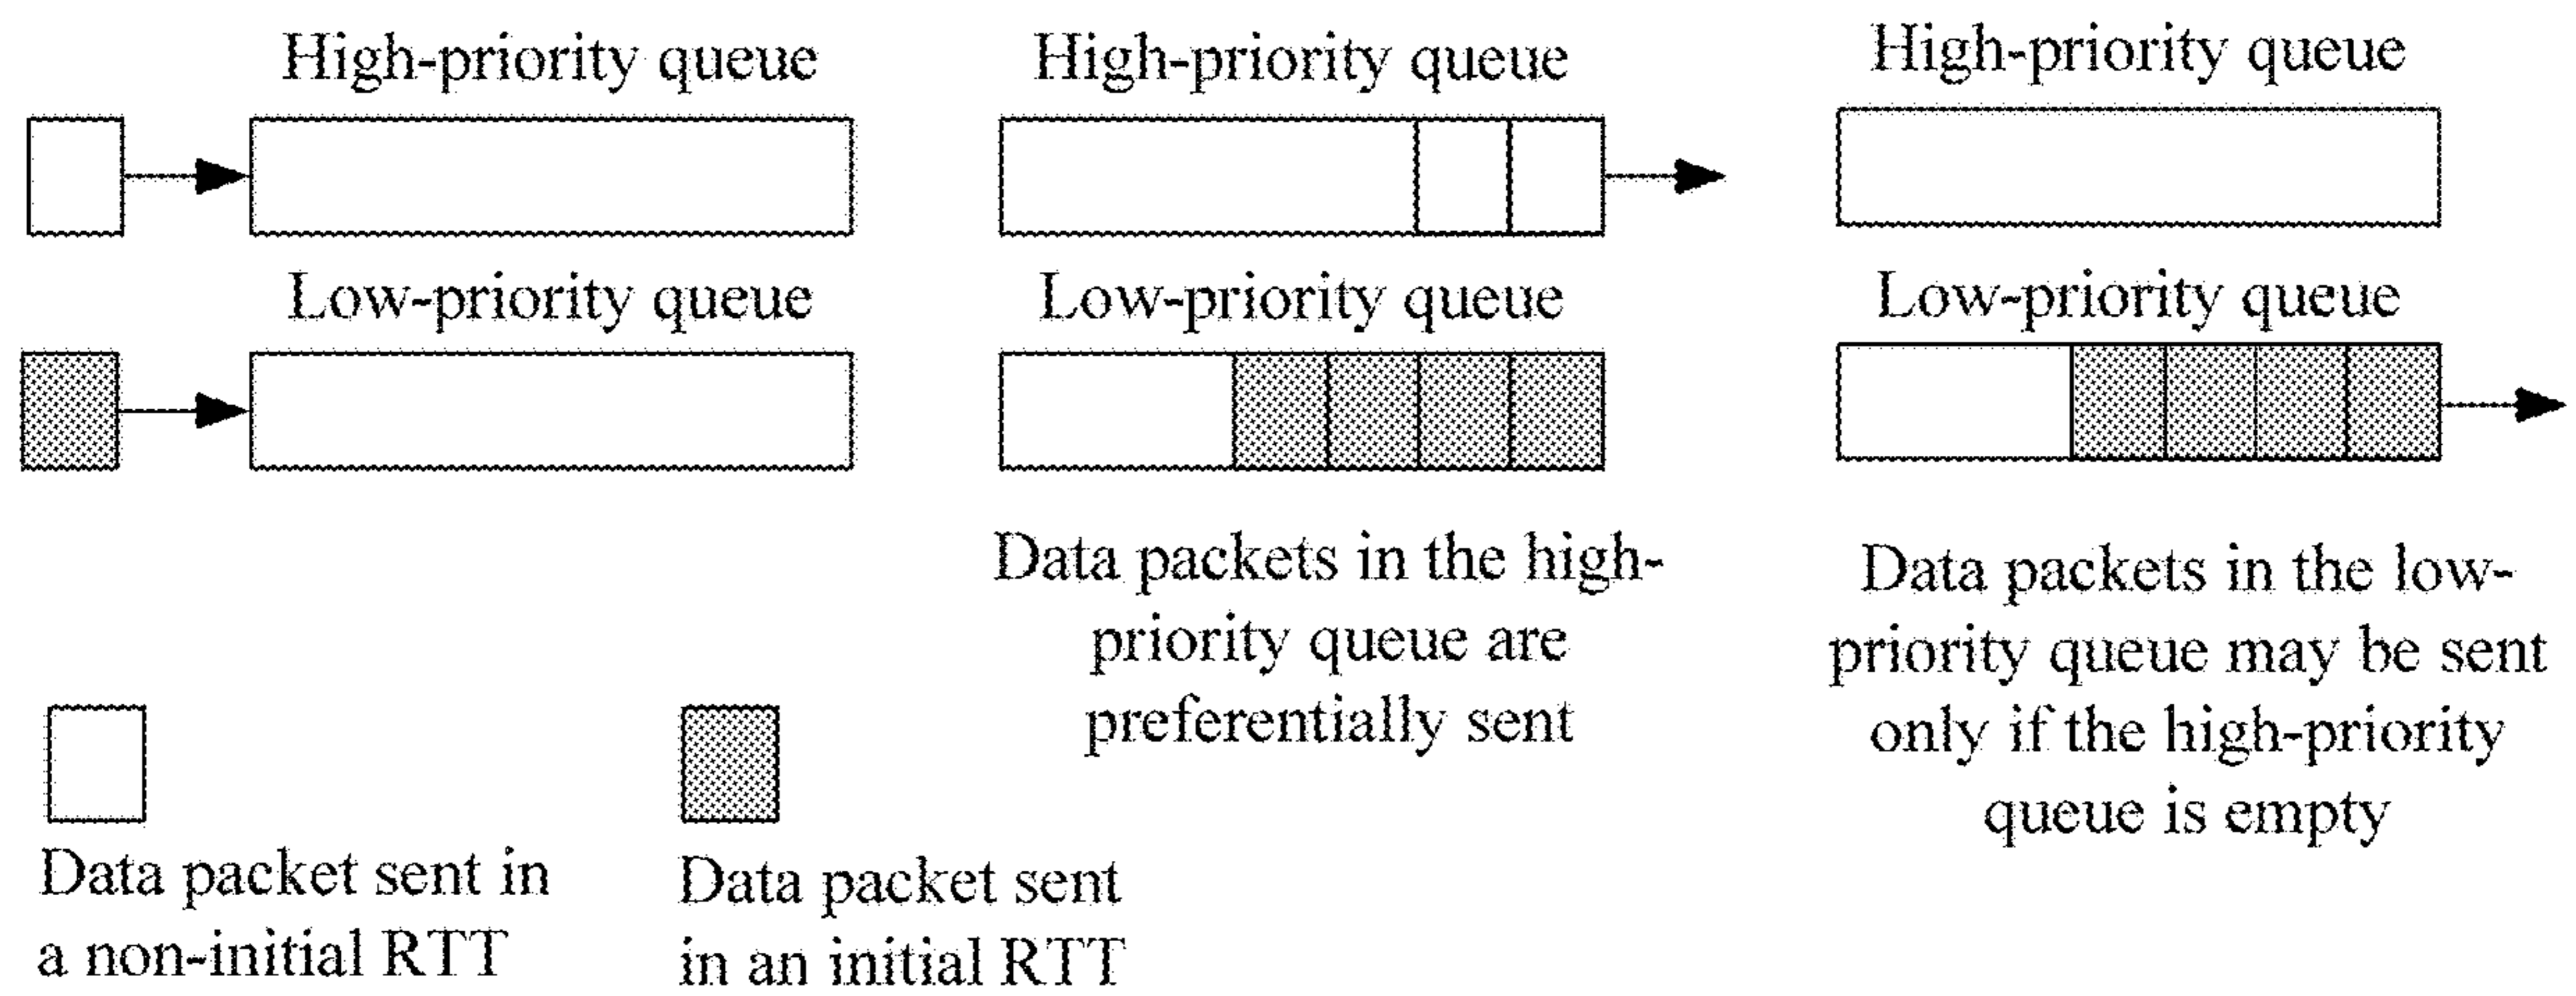 High-priority queue
High-priority queue
High-priority queue
Low-priority queue
Low-priority queue
Low-priority queue
Data packets in the high-
priority queue are
preferentially sent
Data packets in the low-
priority queue may be sent
only if the high-priority
queue is empty
Data packet sent in
a non-initial RTT
Data packet sent
in an initial RTT